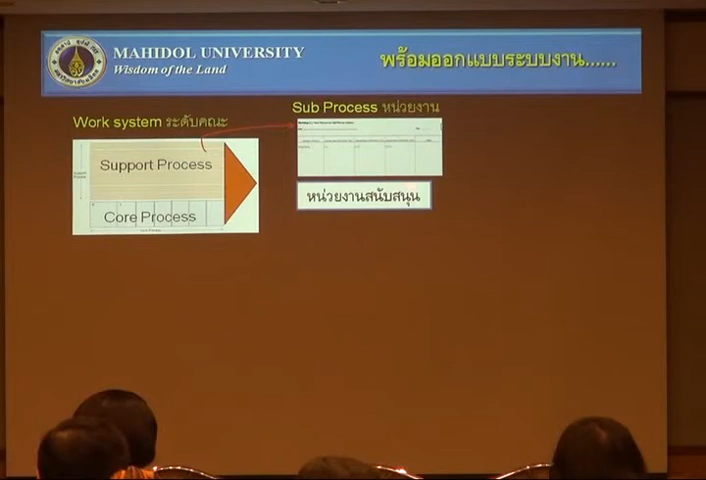 MAHIDOL UNIVERSITY
Wisdom of the Land
พร้อมออกแบบระบบงาน......
Work system ระดับคณะ
Sub Process หน่วยงาน
Support Process
Core Process
หน่วยงานสนับสนุน